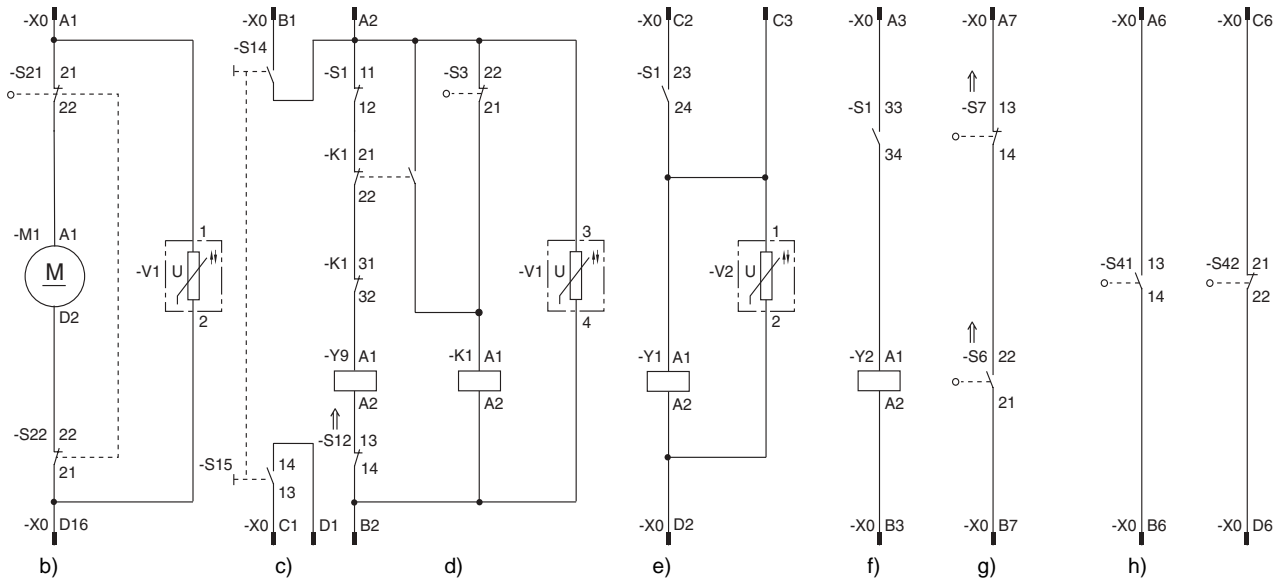 -X0 A1
-S21 21
22
-M1 A1
M
D2
-S22 22
21
-X0 D16
1
-V1 U
2
b)
-X0 B1
-S14
-S15 14
13
-X0 C1 D1
c)
A2
-S1 11
12
-K1 21
22
-K1 31
32
-Y9 A1
A2
-S12 13
14
B2
-S3 22
21
-K1 A1
A2
d)
3
-V1 U
4
-X0 C2 C3
-S1 23
24
1
-V2 U
2
-Y1 A1
A2
-X0 D2
e)
-X0 A3
-S1 33
34
-Y2 A1
A2
-X0 B3
f)
-X0 A7
-S7 13
14
-S6 22
21
-X0 B7
g)
-X0 A6
-S41 13
14
-X0 B6
h)
-X0 C6
-S42 21
22
-X0 D6